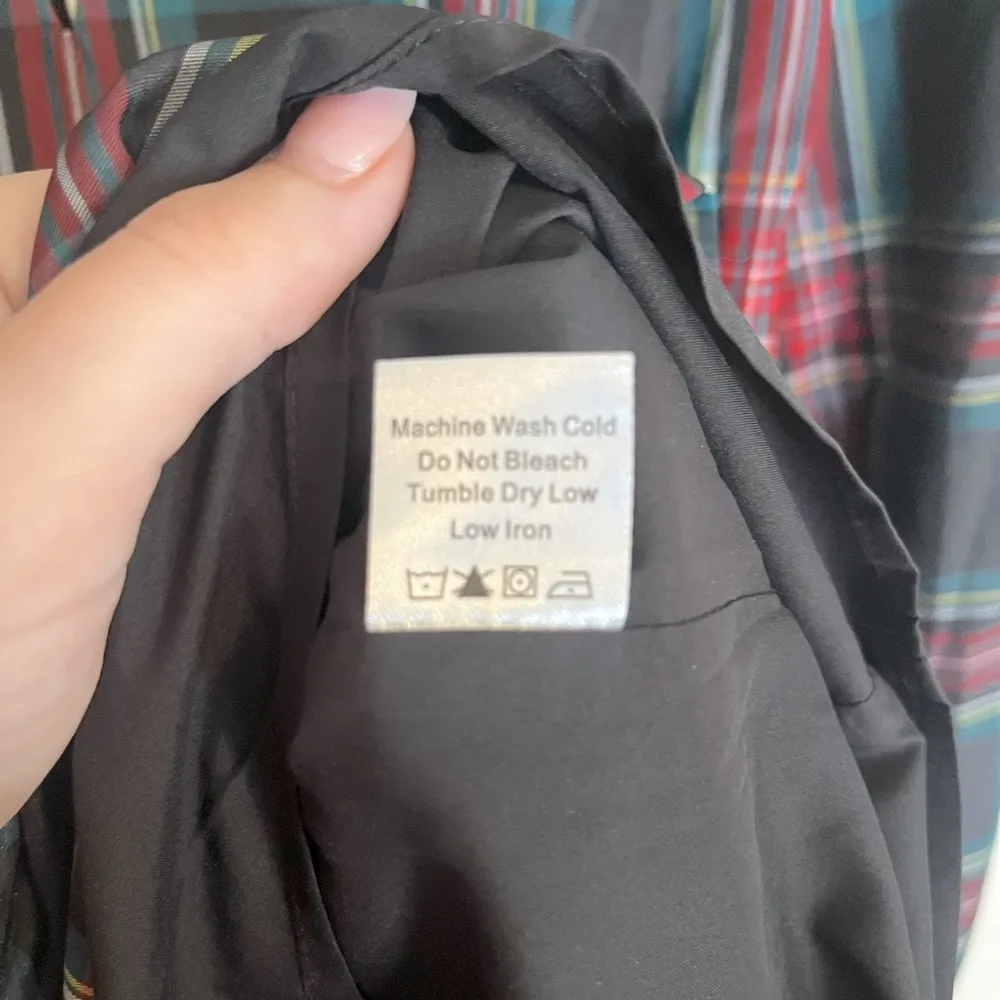 Machine Wash Cold
Do Not Bleach
Tumble Dry Low
Low Iron